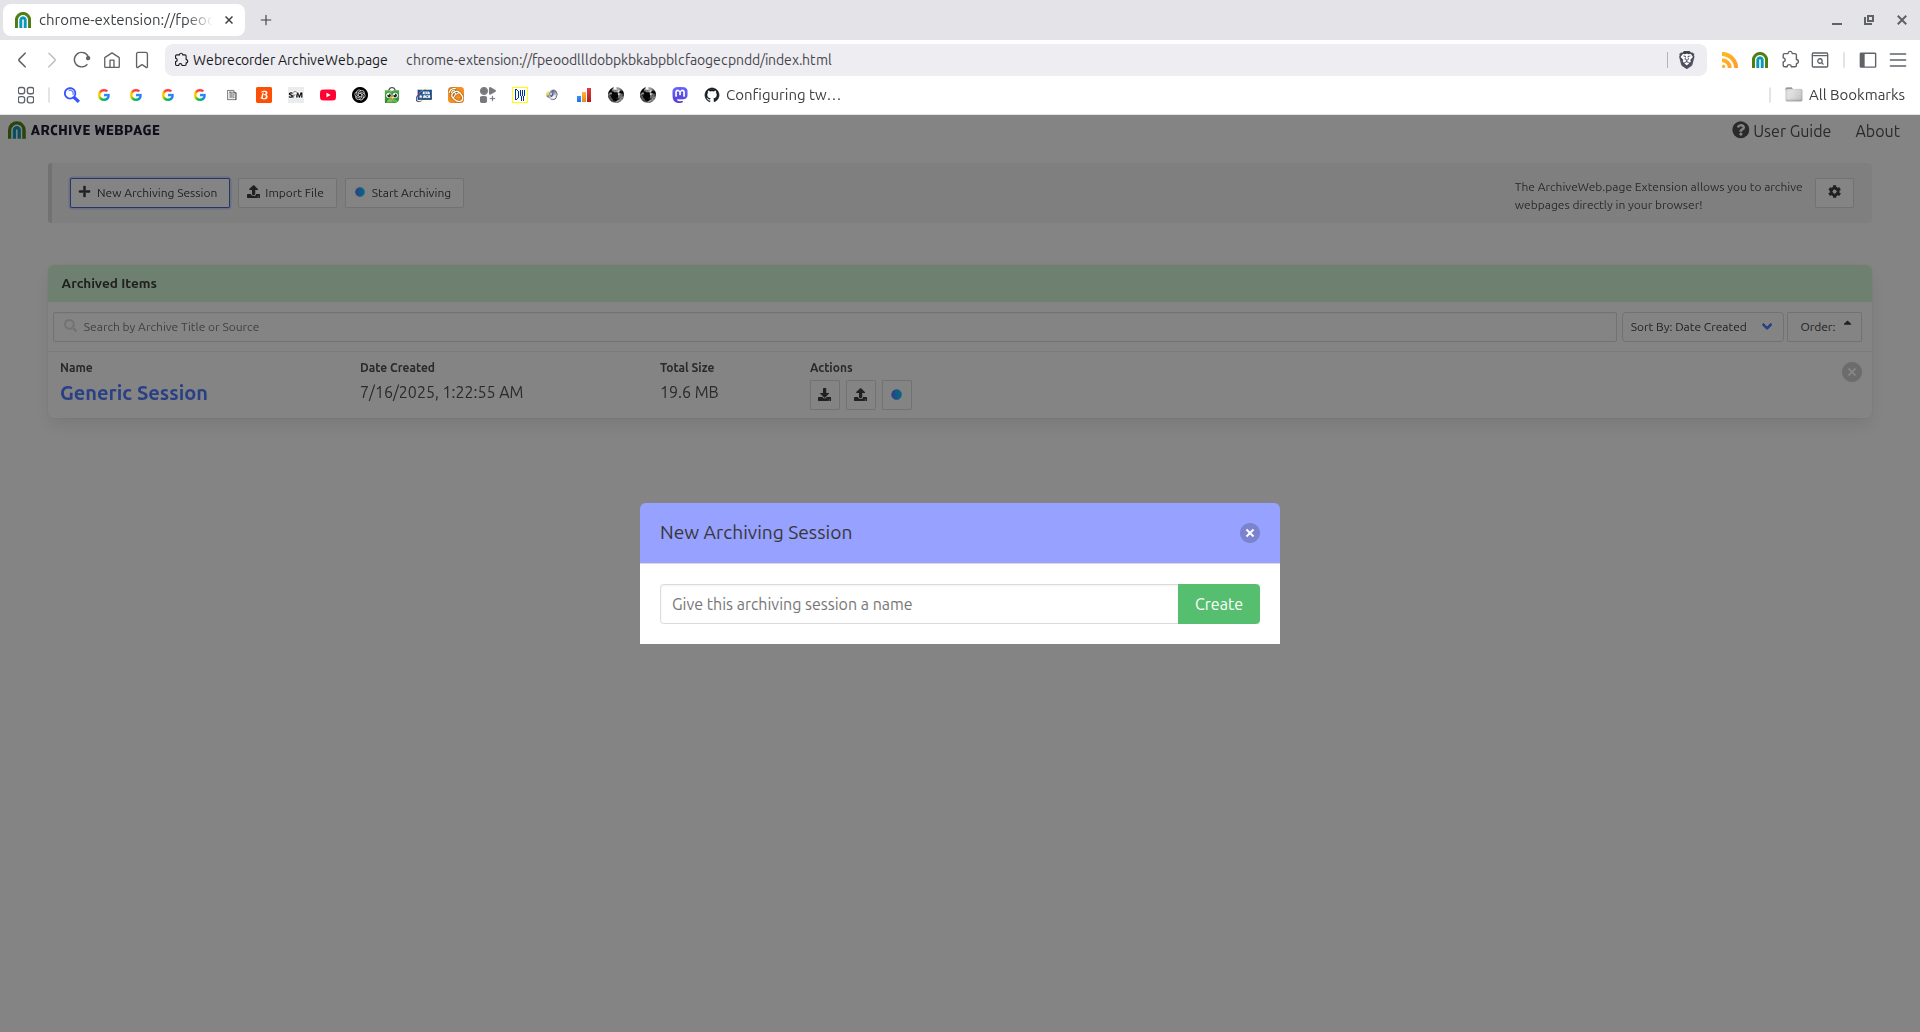 chrome-extension://fpeoo
Webrecorder ArchiveWeb.page chrome-extension://fpeoodllldobpkbkabpblcfaogecpndd/index.html
Configuring tw…
All Bookmarks
ARCHIVE WEBPAGE
User Guide About
New Archiving Session Import File Start Archiving
The ArchiveWeb.page Extension allows you to archive
webpages directly in your browser!
Archived Items
Search by Archive Title or Source Sort By: Date Created Order:
Name Date Created Total Size Actions
Generic Session 7/16/2025, 1:22:55 AM 19.6 MB
New Archiving Session
Give this archiving session a name Create